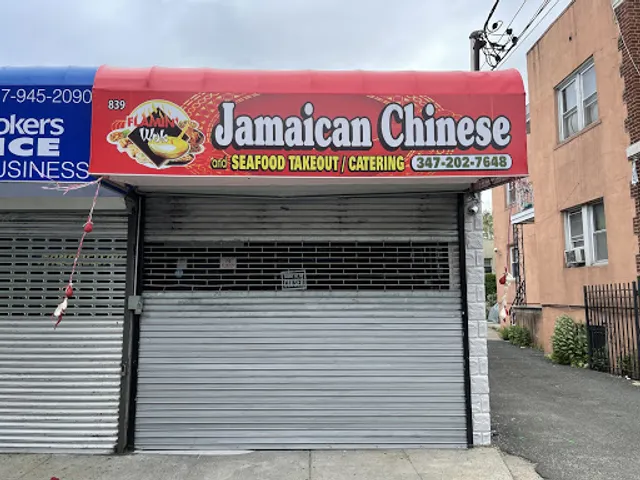 7-945-2090
okers
ICE
USINESS
839
FLAMIN'
Wok
Jamaican Chinese
and SEAFOOD TAKEOUT / CATERING
347-202-7648